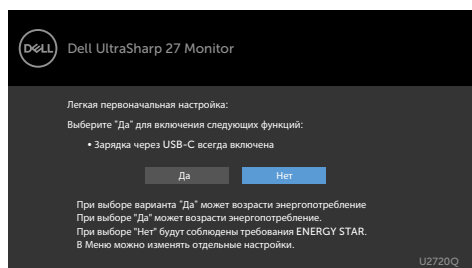 DELL
Dell UltraSharp 27 Monitor
Легкая первоначальная настройка:
Выберите "Да" для включения следующих функций:
• Зарядка через USB-C всегда включена
Да
Нет
При выборе варианта "Да" может возрасти энергопотребление
При выборе "Да" может возрасти энергопотребление.
При выборе "Нет" будут соблюдены требования ENERGY STAR.
В Меню можно изменять отдельные настройки.
U2720Q